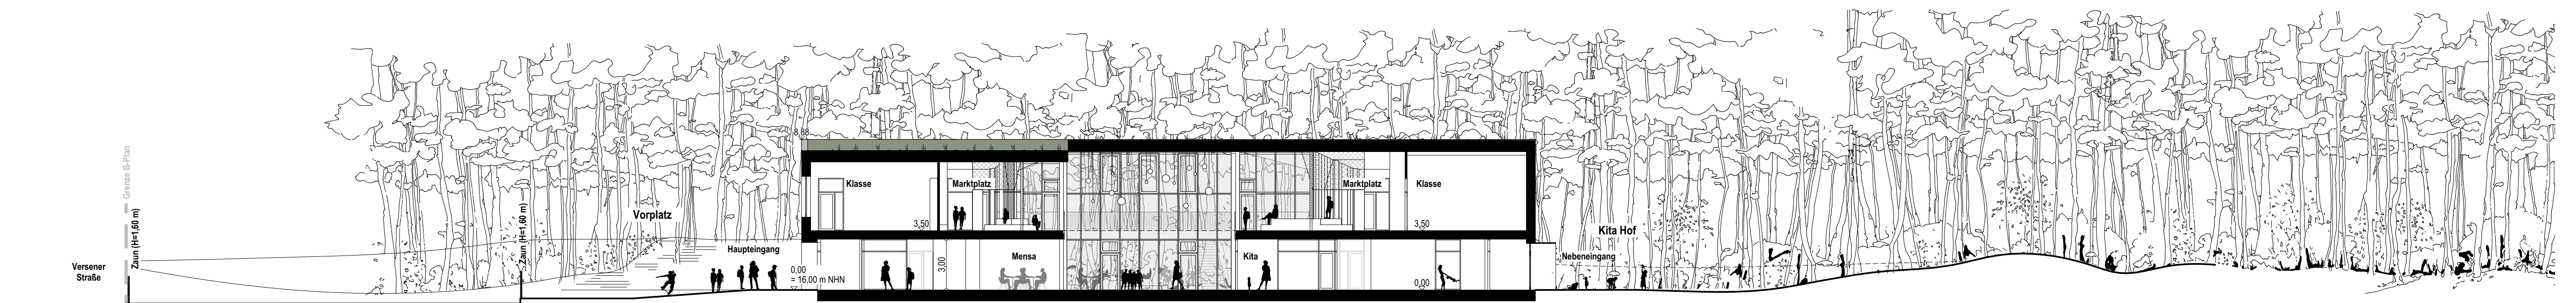 Grenze B-Plan
Zaun (H=1,60 m)
Versener
Straße
Zaun (H=1,60 m)
Vorplatz
Haupteingang
0,00
= 16,00 m NHN
8,88
Klasse
Marktplatz
3,50
3,00
Mensa
Marktplatz
Klasse
3,50
Kita
0,00
Kita Hof
Nebeneingang